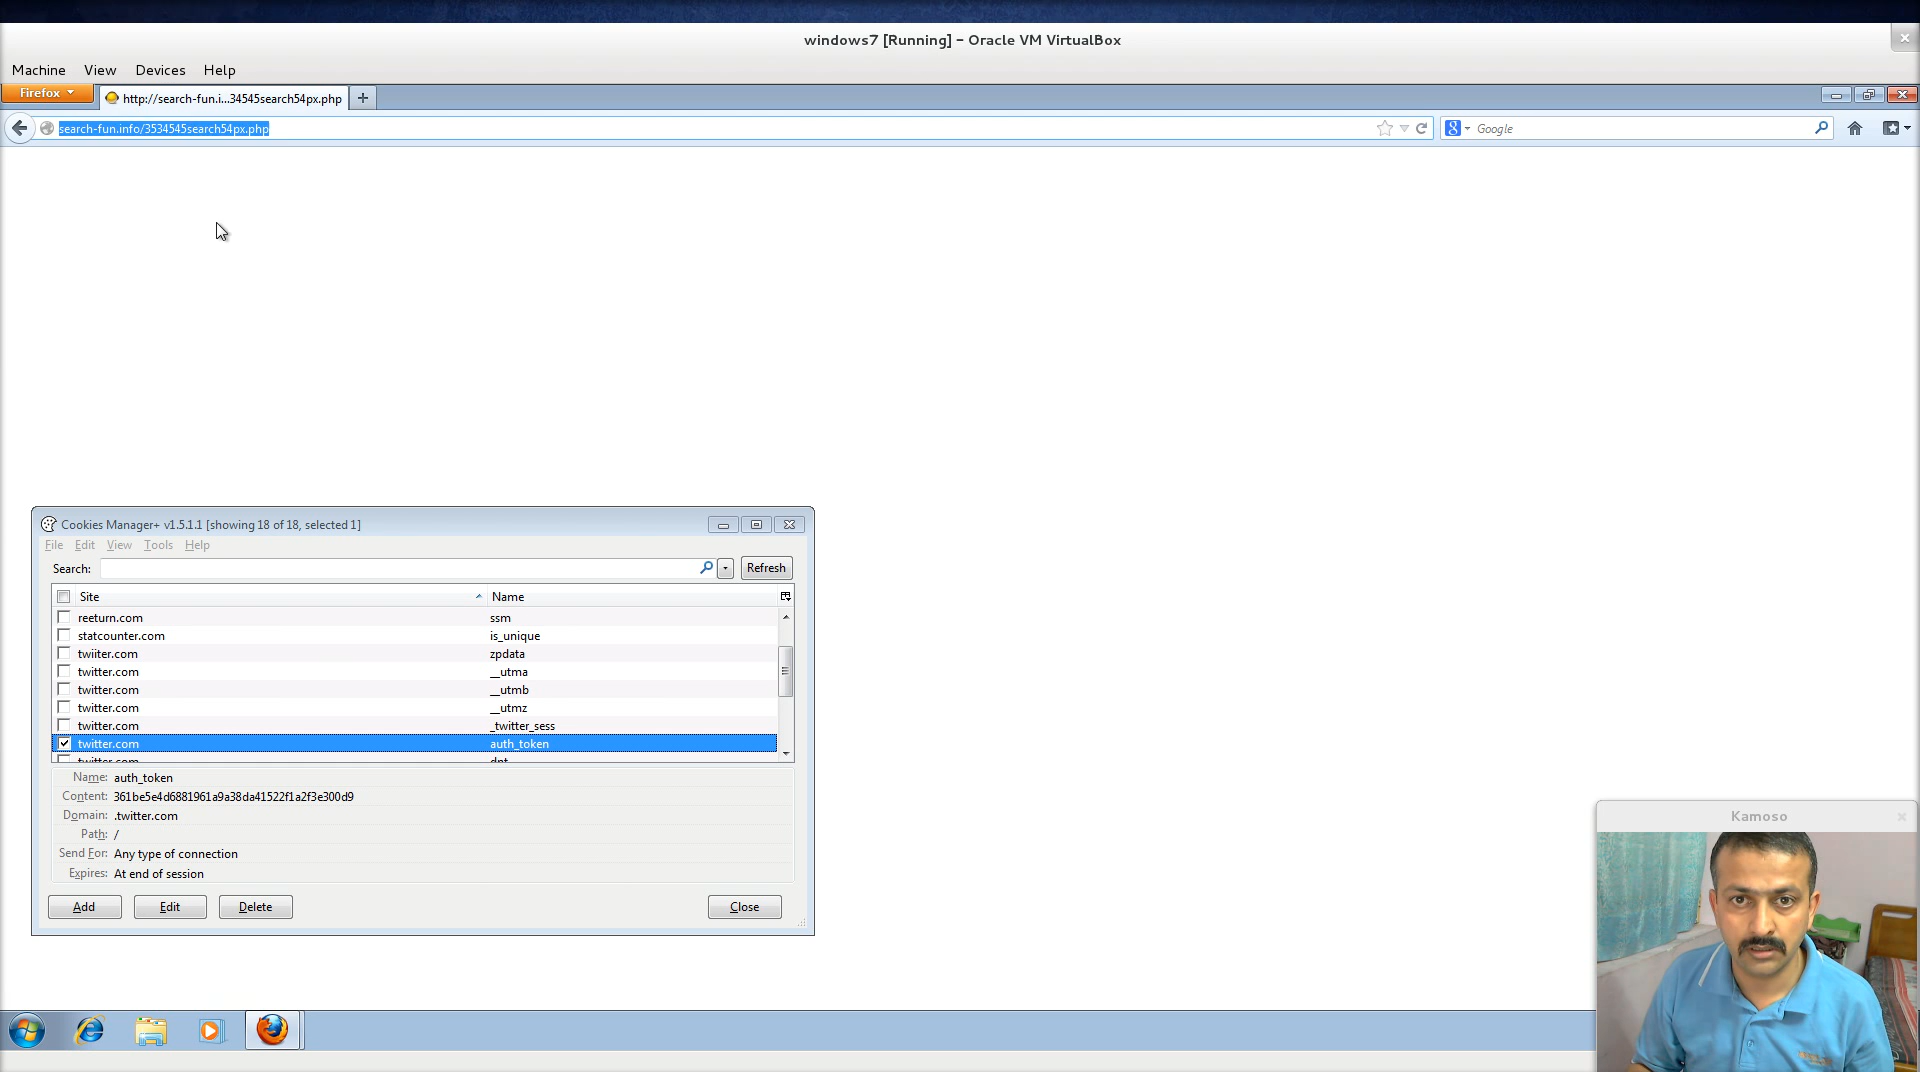 windows7 [Running] - Oracle VM VirtualBox
Machine View Devices Help
Firefox
http://search-fun.i...34545search54px.php
search-fun.info/3534545search54px.php
Google
Cookies Manager+ v1.5.1.1 [showing 18 of 18, selected 1]
File Edit View Tools Help
Search: Refresh
Site Name
reeturn.com ssm
statcounter.com is_unique
twiiter.com zpdata
twitter.com __utma
twitter.com __utmb
twitter.com __utmz
twitter.com _twitter_sess
twitter.com auth_token
twitter.com dnt
Name: auth_token
Content: 361be5e4d6881961a9a38da41522f1a2f3e300d9
Domain: .twitter.com
Path: /
Send For: Any type of connection
Expires: At end of session
Add Edit Delete Close
Kamoso